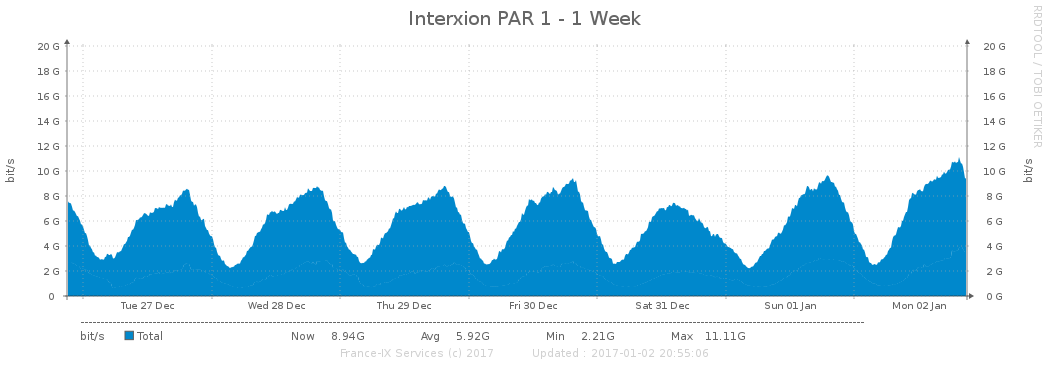 Interxion PAR 1 - 1 Week
RRDTOOL / TOBI OETIKER
bit/s
bit/s
20 G 20 G
18 G 18 G
16 G 16 G
14 G 14 G
12 G 12 G
10 G 10 G
8 G 8 G
6 G 6 G
4 G 4 G
2 G 2 G
0 0 G
Tue 27 Dec Wed 28 Dec Thu 29 Dec Fri 30 Dec Sat 31 Dec Sun 01 Jan Mon 02 Jan
bit/s Total Now 8.94G Avg 5.92G Min 2.21G Max 11.11G
France-IX Services (c) 2017 Updated : 2017-01-02 20:55:06